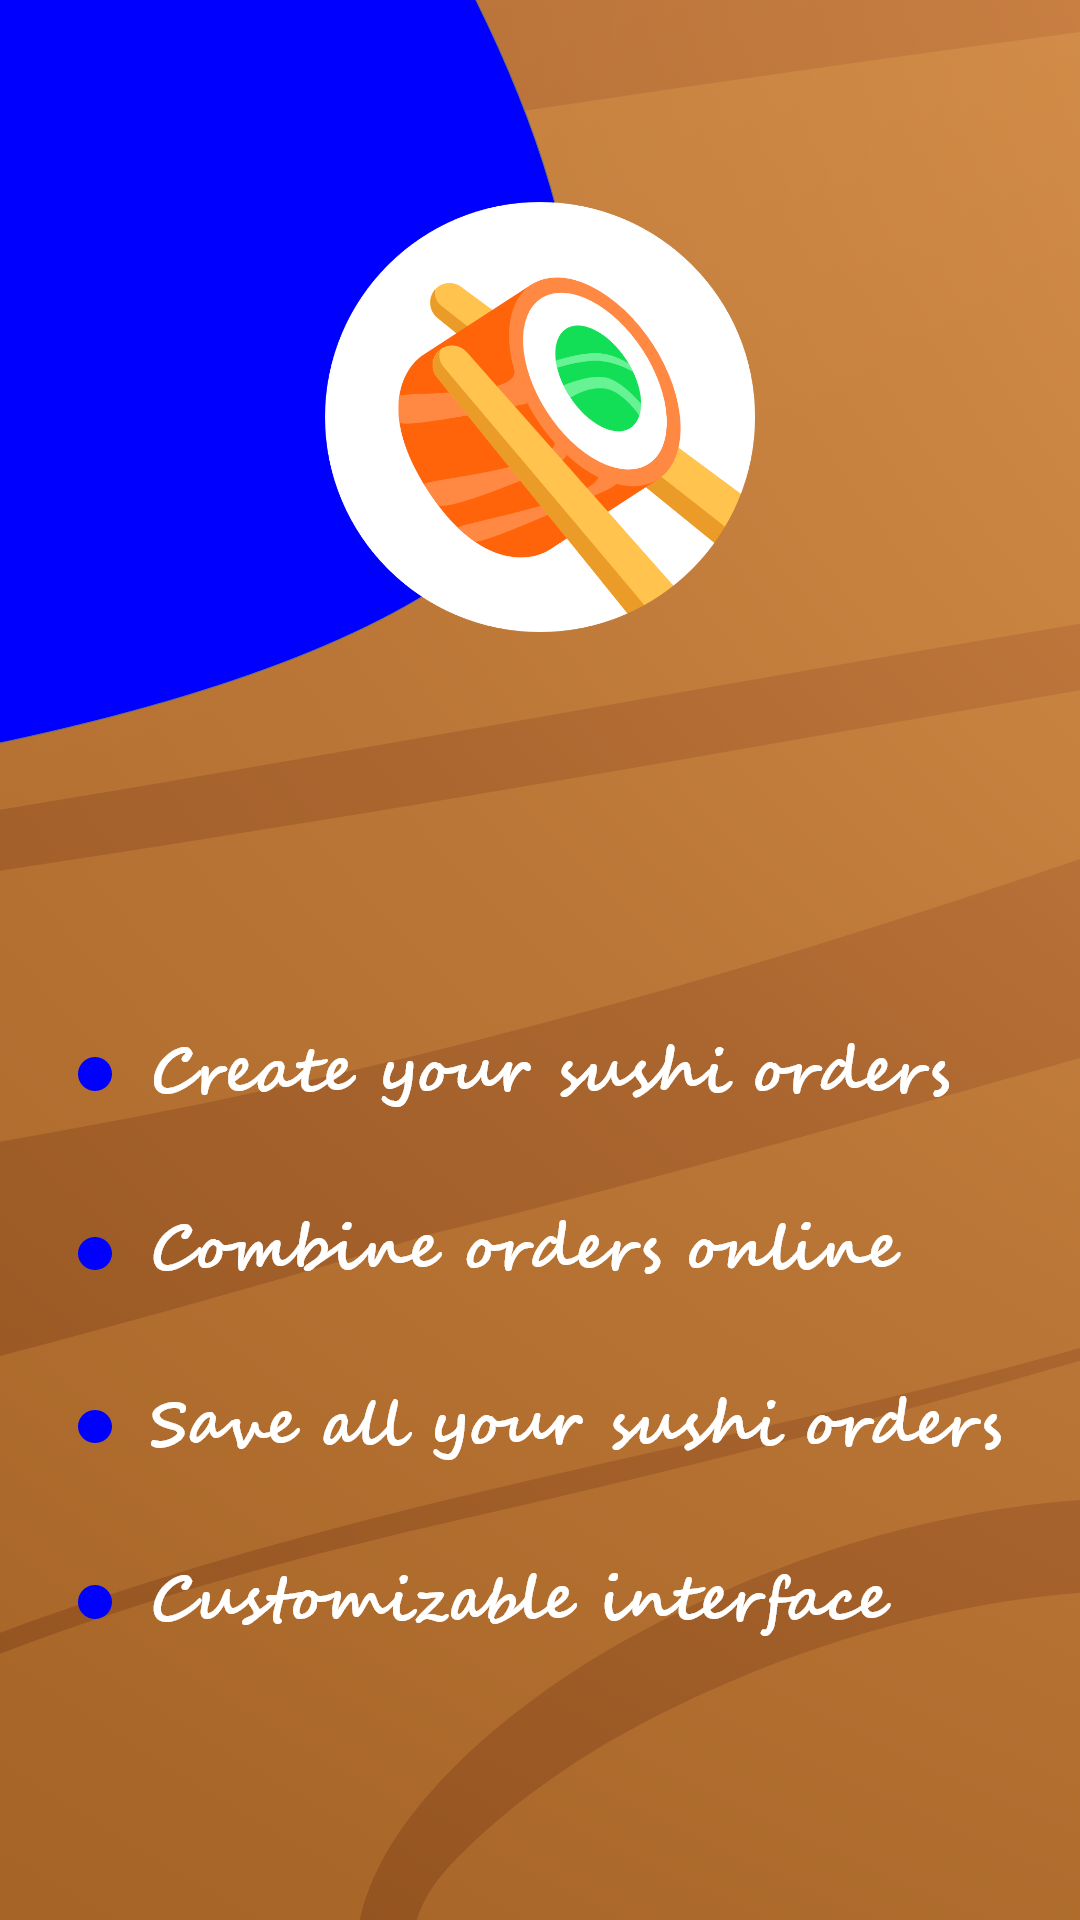 Create your sushi orders
Combine orders online
Save all your sushi orders
Customizable interface